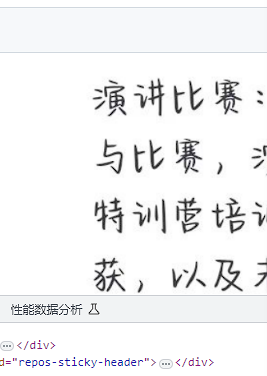 演讲比赛：
与比赛，
特训营培
获，以及
性能数据分析
</div>
d="repos-sticky-header"> </div>